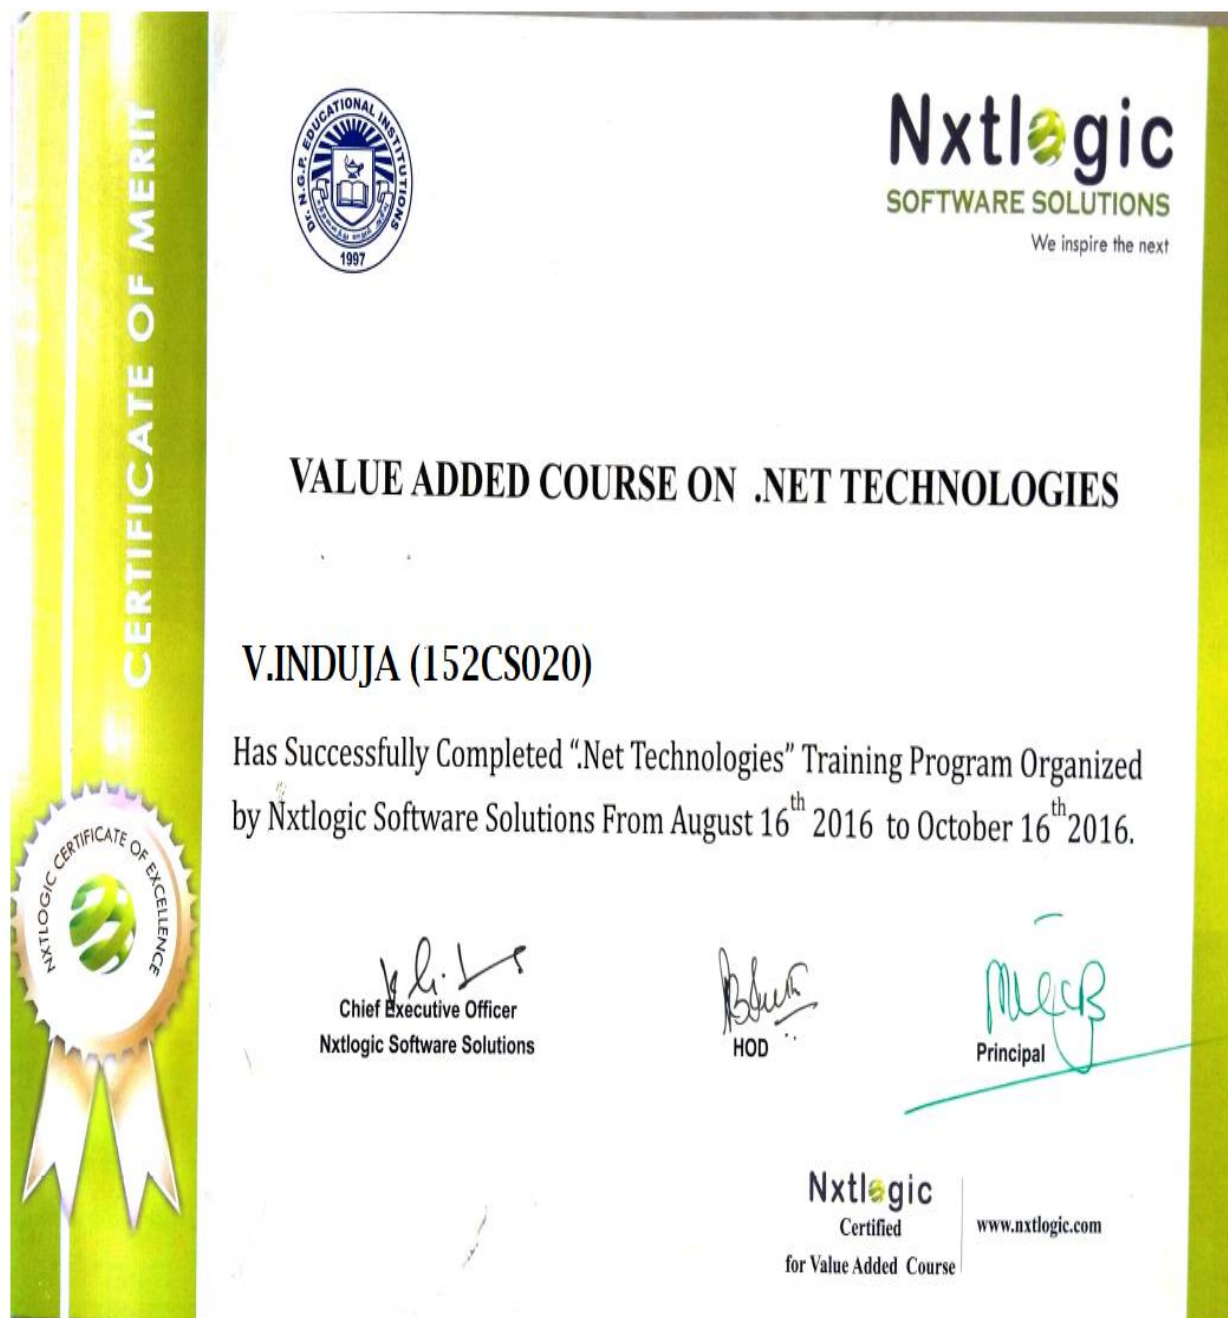 CERTIFICATE OF MERIT
Dr. N.G.P. EDUCATIONAL INSTITUTIONS
1997
Nxtlogic
SOFTWARE SOLUTIONS
We inspire the next
VALUE ADDED COURSE ON .NET TECHNOLOGIES
V.INDUJA (152CS020)
Has Successfully Completed “.Net Technologies” Training Program Organized
by Nxtlogic Software Solutions From August 16th 2016 to October 16th 2016.
NXTLOGIC CERTIFICATE OF EXCELLENCE
Chief Executive Officer
Nxtlogic Software Solutions
HOD
Principal
Nxtlogic
Certified
for Value Added Course
www.nxtlogic.com